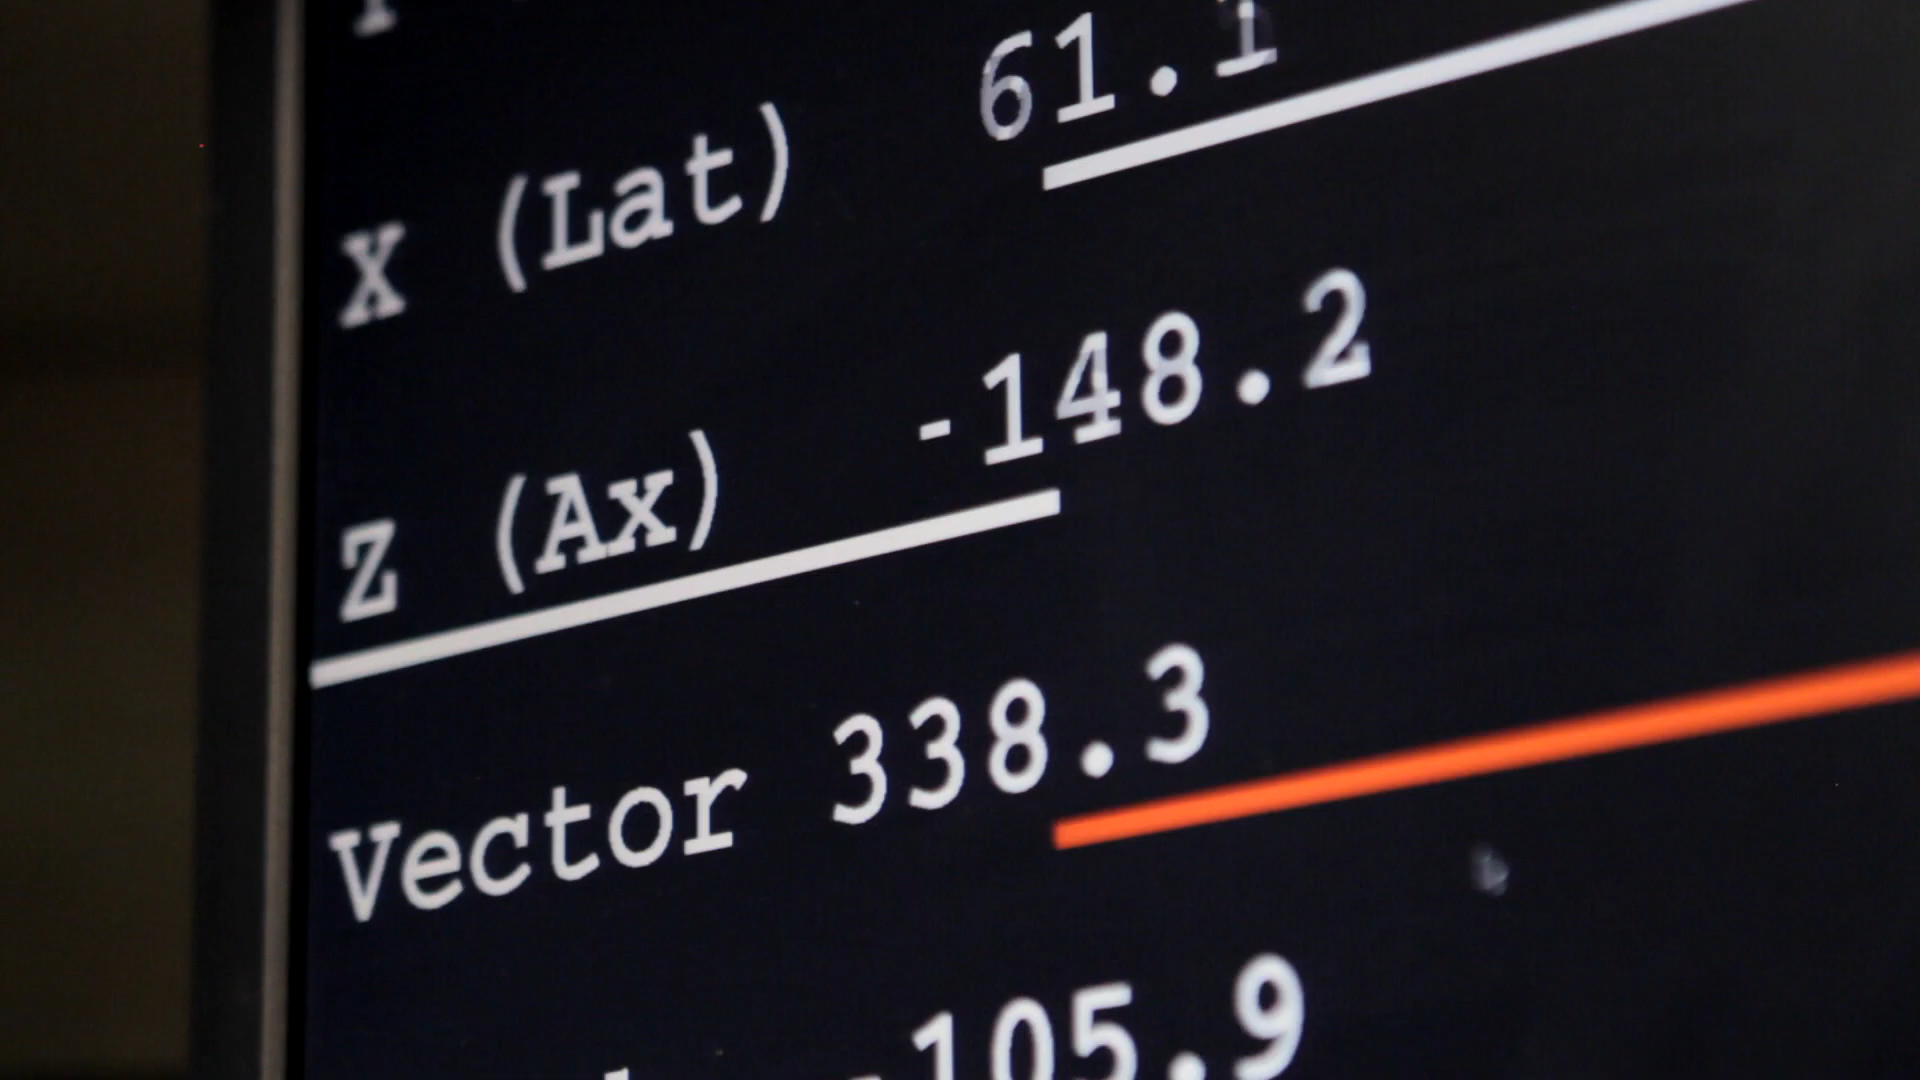 X (Lat) 61.1
Z (Ax) -148.2
Vector 338.3
-105.9